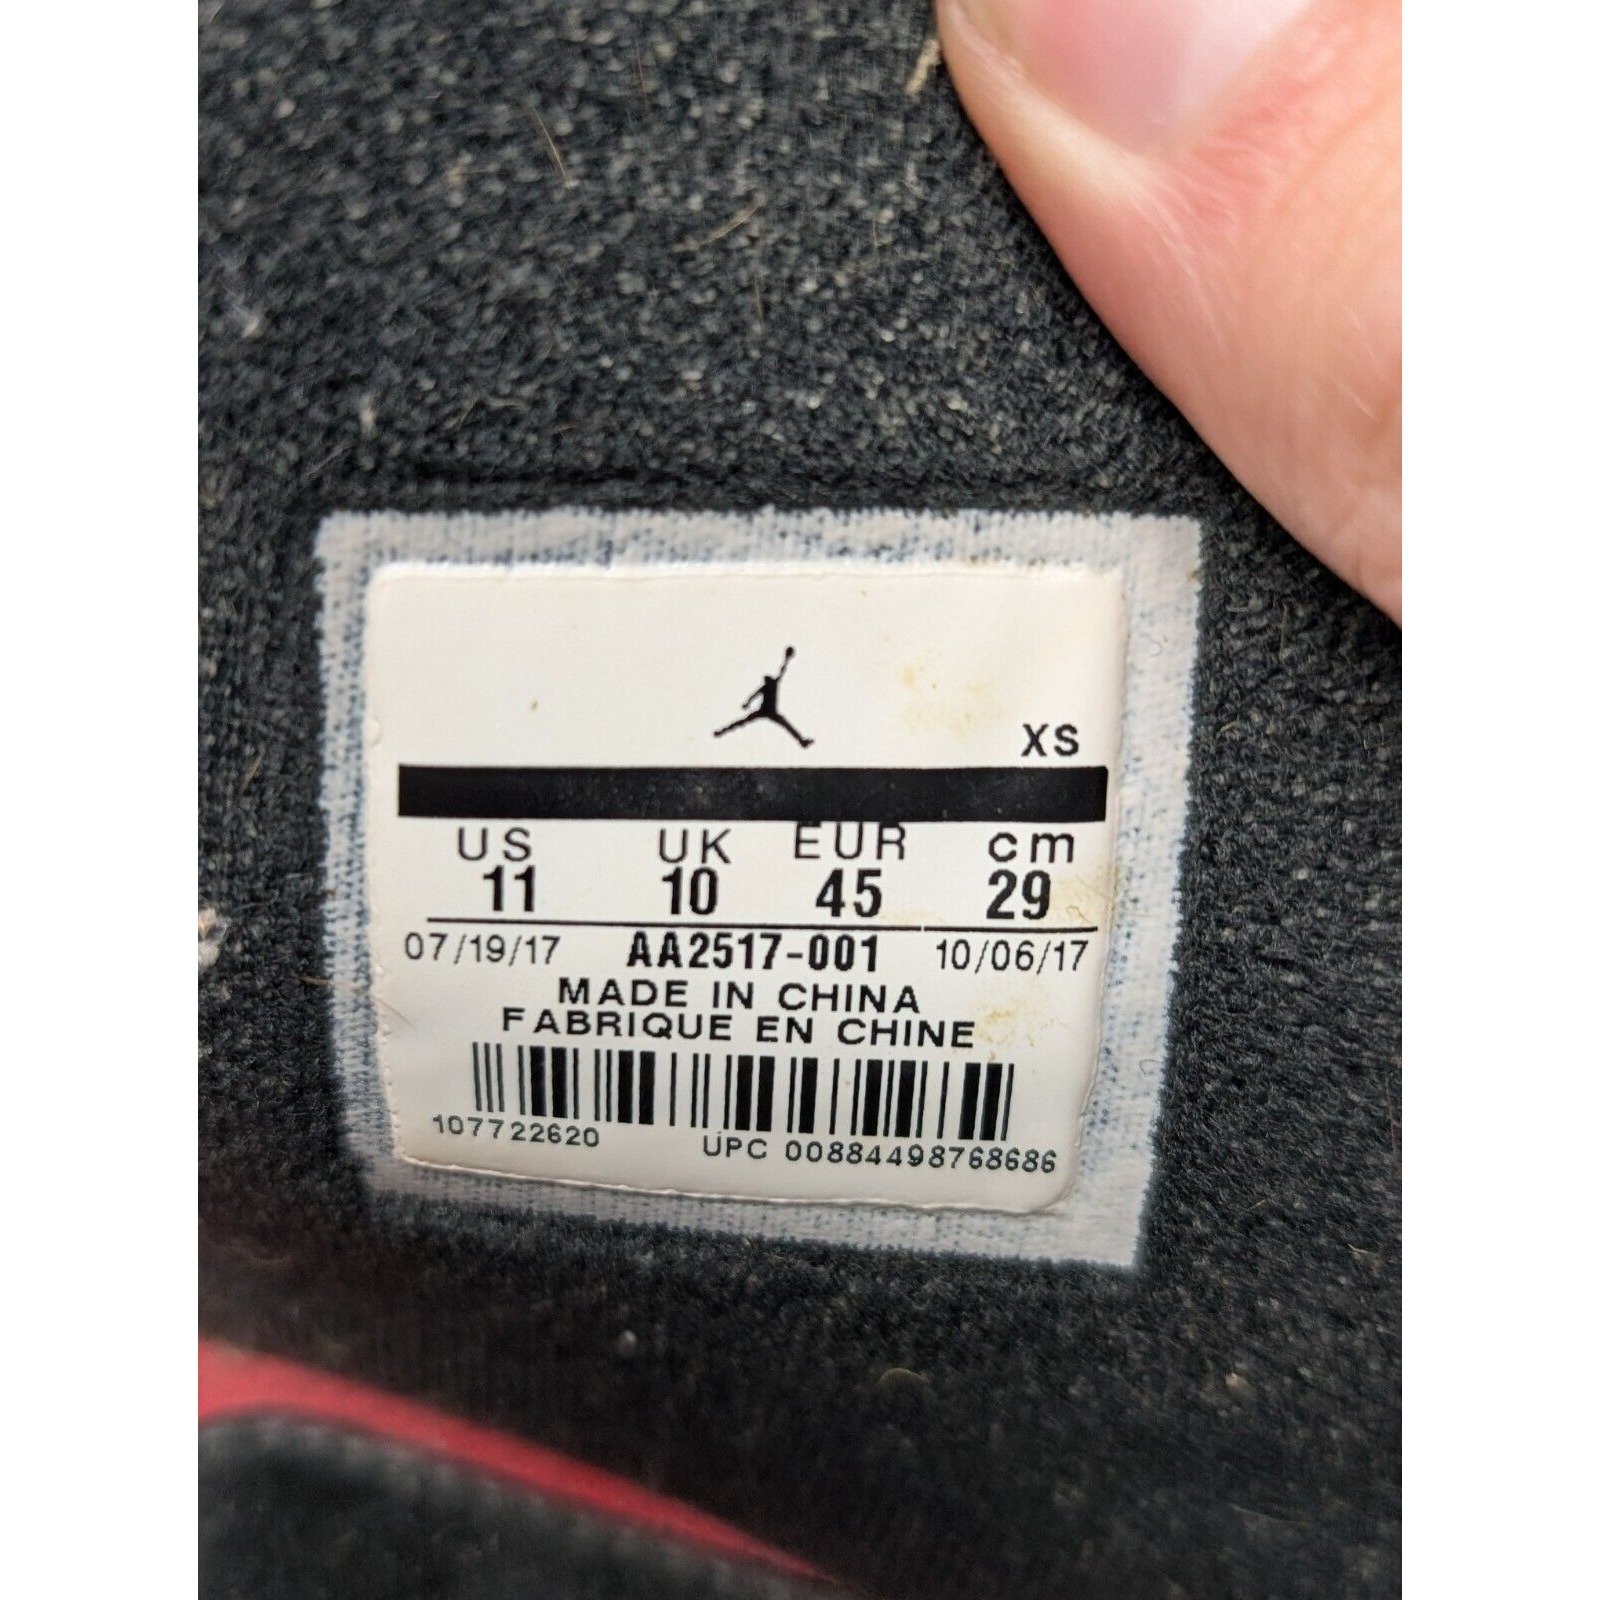 XS
US UK EUR cm
11 10 45 29
07/19/17 AA2517-001 10/06/17
MADE IN CHINA
FABRIQUE EN CHINE
107722620 UPC 00884498768686